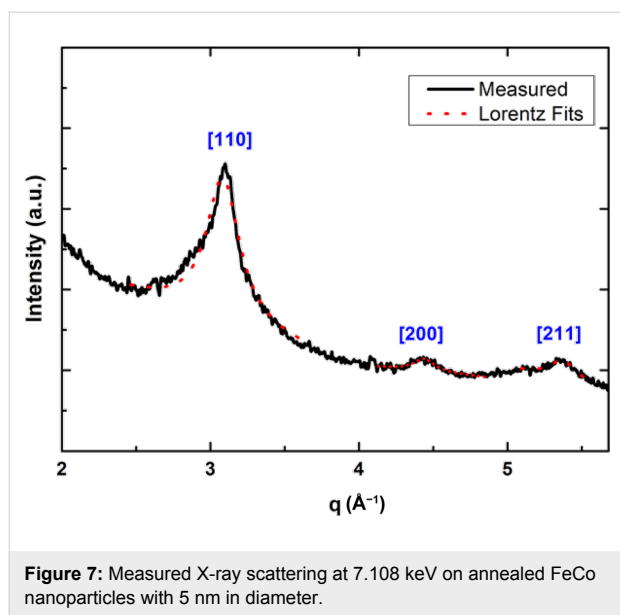 Measured
Lorentz Fits
[110]
[200]
[211]
Intensity (a.u.)
2 3 4 5
q (Å⁻¹)
Figure 7: Measured X-ray scattering at 7.108 keV on annealed FeCo
nanoparticles with 5 nm in diameter.